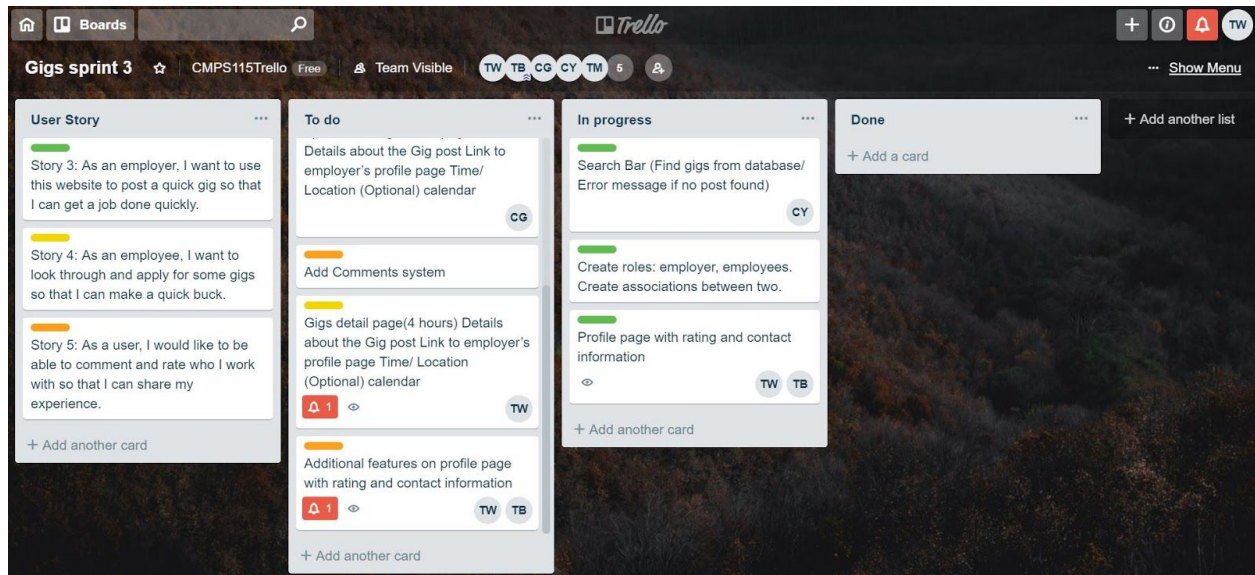 Boards
Trello
TW
Gigs sprint 3
CMPS115Trello Free
Team Visible
TW TB CG CY TM 5
... Show Menu
User Story
Story 3: As an employer, I want to use
this website to post a quick gig so that
I can get a job done quickly.
Story 4: As an employee, I want to
look through and apply for some gigs
so that I can make a quick buck.
Story 5: As a user, I would like to be
able to comment and rate who I work
with so that I can share my
experience.
+ Add another card
To do
Details about the Gig post Link to
employer's profile page Time/
Location (Optional) calendar
CG
Add Comments system
Gigs detail page(4 hours) Details
about the Gig post Link to employer's
profile page Time/ Location
(Optional) calendar
1
TW
Additional features on profile page
with rating and contact information
1
TW TB
+ Add another card
In progress
Search Bar (Find gigs from database/
Error message if no post found)
CY
Create roles: employer, employees.
Create associations between two.
Profile page with rating and contact
information
TW TB
+ Add another card
Done
+ Add a card
+ Add another list